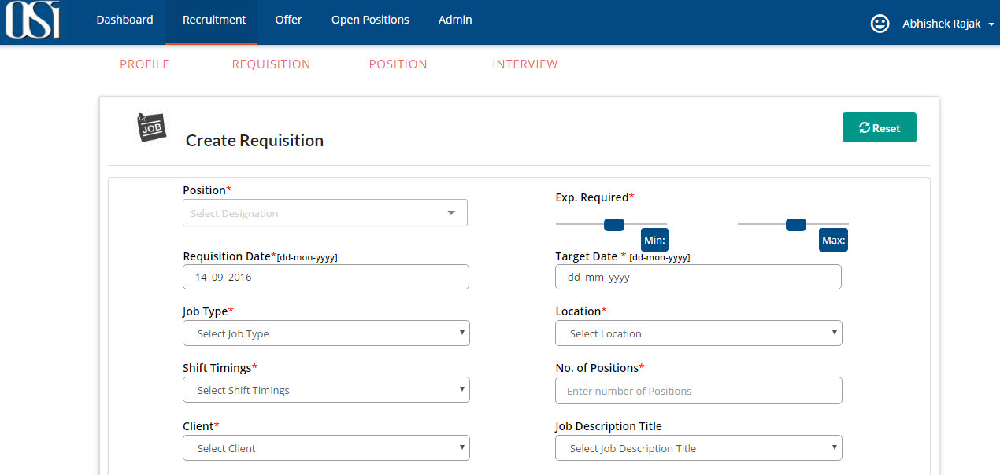 OSi
Dashboard Recruitment Offer Open Positions Admin Abhishek Rajak
PROFILE REQUISITION POSITION INTERVIEW
JOB
Create Requisition
Reset
Position*
Select Designation
Exp. Required*
Min: Max:
Requisition Date*[dd-mon-yyyy]
14-09-2016
Target Date * [dd-mon-yyyy]
dd-mm-yyyy
Job Type*
Select Job Type
Location*
Select Location
Shift Timings*
Select Shift Timings
No. of Positions*
Enter number of Positions
Client*
Select Client
Job Description Title
Select Job Description Title